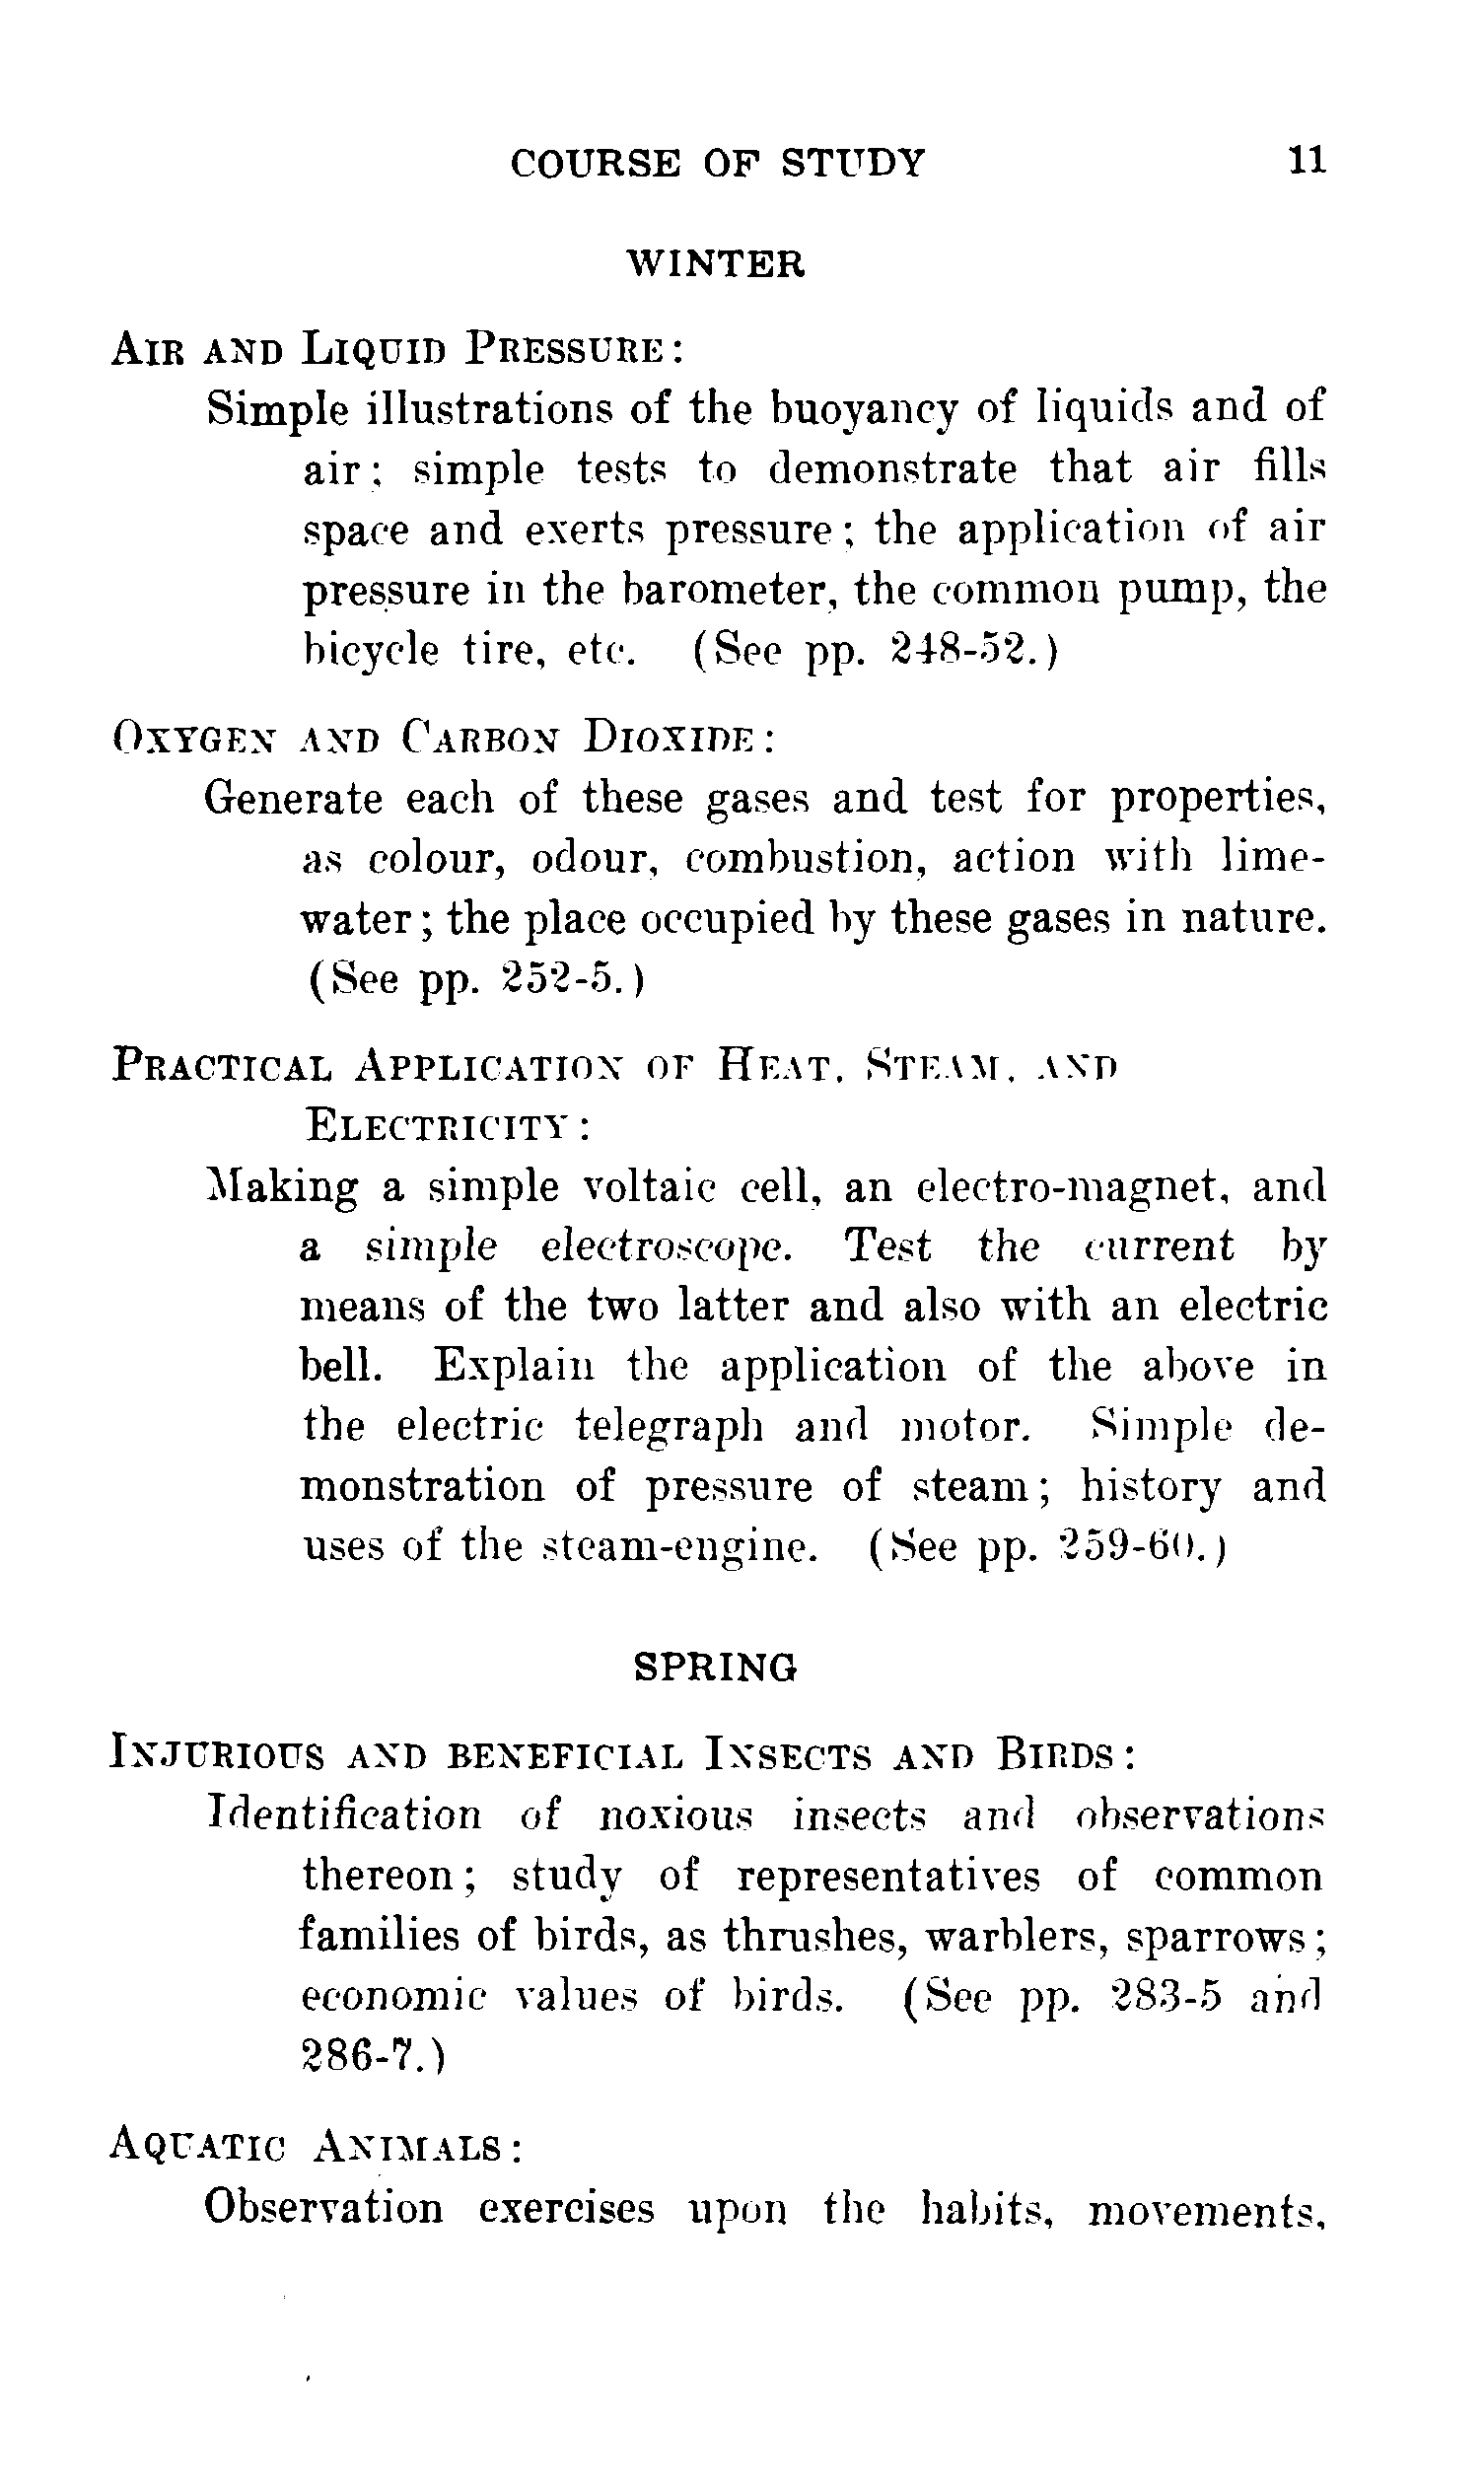 COURSE OF STUDY 11
WINTER
AIR AND LIQUID PRESSURE:
Simple illustrations of the buoyancy of liquids and of
air; simple tests to demonstrate that air fills
space and exerts pressure; the application of air
pressure in the barometer, the common pump, the
bicycle tire, etc. (See pp. 248-52.)
OXYGEN AND CARBON DIOXIDE:
Generate each of these gases and test for properties,
as colour, odour, combustion, action with lime-
water; the place occupied by these gases in nature.
(See pp. 252-5.)
PRACTICAL APPLICATION OF HEAT, STEAM, AND
ELECTRICITY:
Making a simple voltaic cell, an electro-magnet, and
a simple electroscope. Test the current by
means of the two latter and also with an electric
bell. Explain the application of the above in
the electric telegraph and motor. Simple de-
monstration of pressure of steam; history and
uses of the steam-engine. (See pp. 259-60.)
SPRING
INJURIOUS AND BENEFICIAL INSECTS AND BIRDS:
Identification of noxious insects and observations
thereon; study of representatives of common
families of birds, as thrushes, warblers, sparrows;
economic values of birds. (See pp. 283-5 and
286-7.)
AQUATIC ANIMALS:
Observation exercises upon the habits, movements,